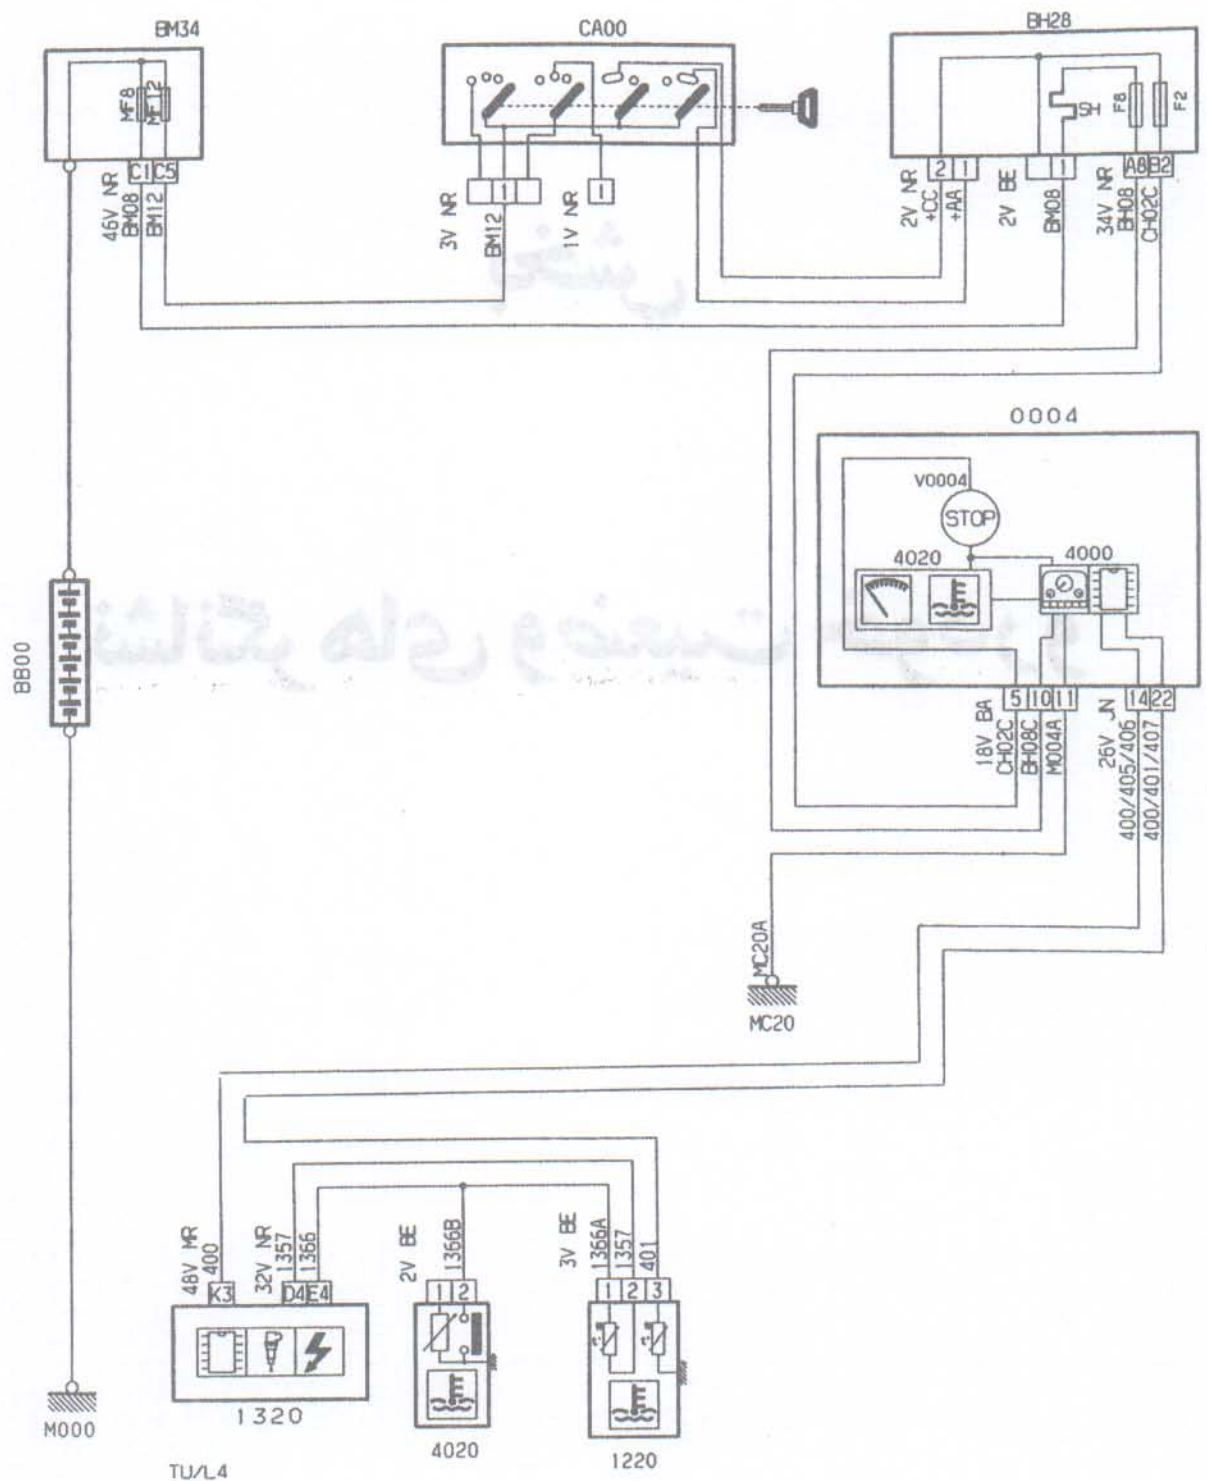 BM34
CA00
BH28
MF8
MF12
S1
F8
F2
C1 C5
1
1
2 1
1
A8 B2
46V NR
BM08
BM12
3V NR
BM12
1V NR
2V NR
+CC
+AA
2V BE
BM08
34V NR
BH08
CH02C
0004
V0004
STOP
4020
4000
BB00
5 10 11
14 22
18V BA
CH02C
BH08C
M004A
26V JN
400/405/406
400/401/407
MC20A
MC20
48V MR
400
32V NR
1357
1366
2V BE
1366B
3V BE
1366A
1357
401
K3
D4 E4
1 2
1 2 3
1320
4020
1220
M000
TU/L4